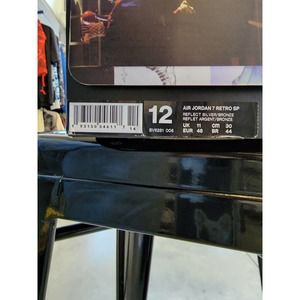 12
AIR JORDAN 7 RETRO SP
REFLECT SILVER/BRONZE
REFLET ARGENT/BRONZE
UK 11 CM 30
EUR 46 BR 44